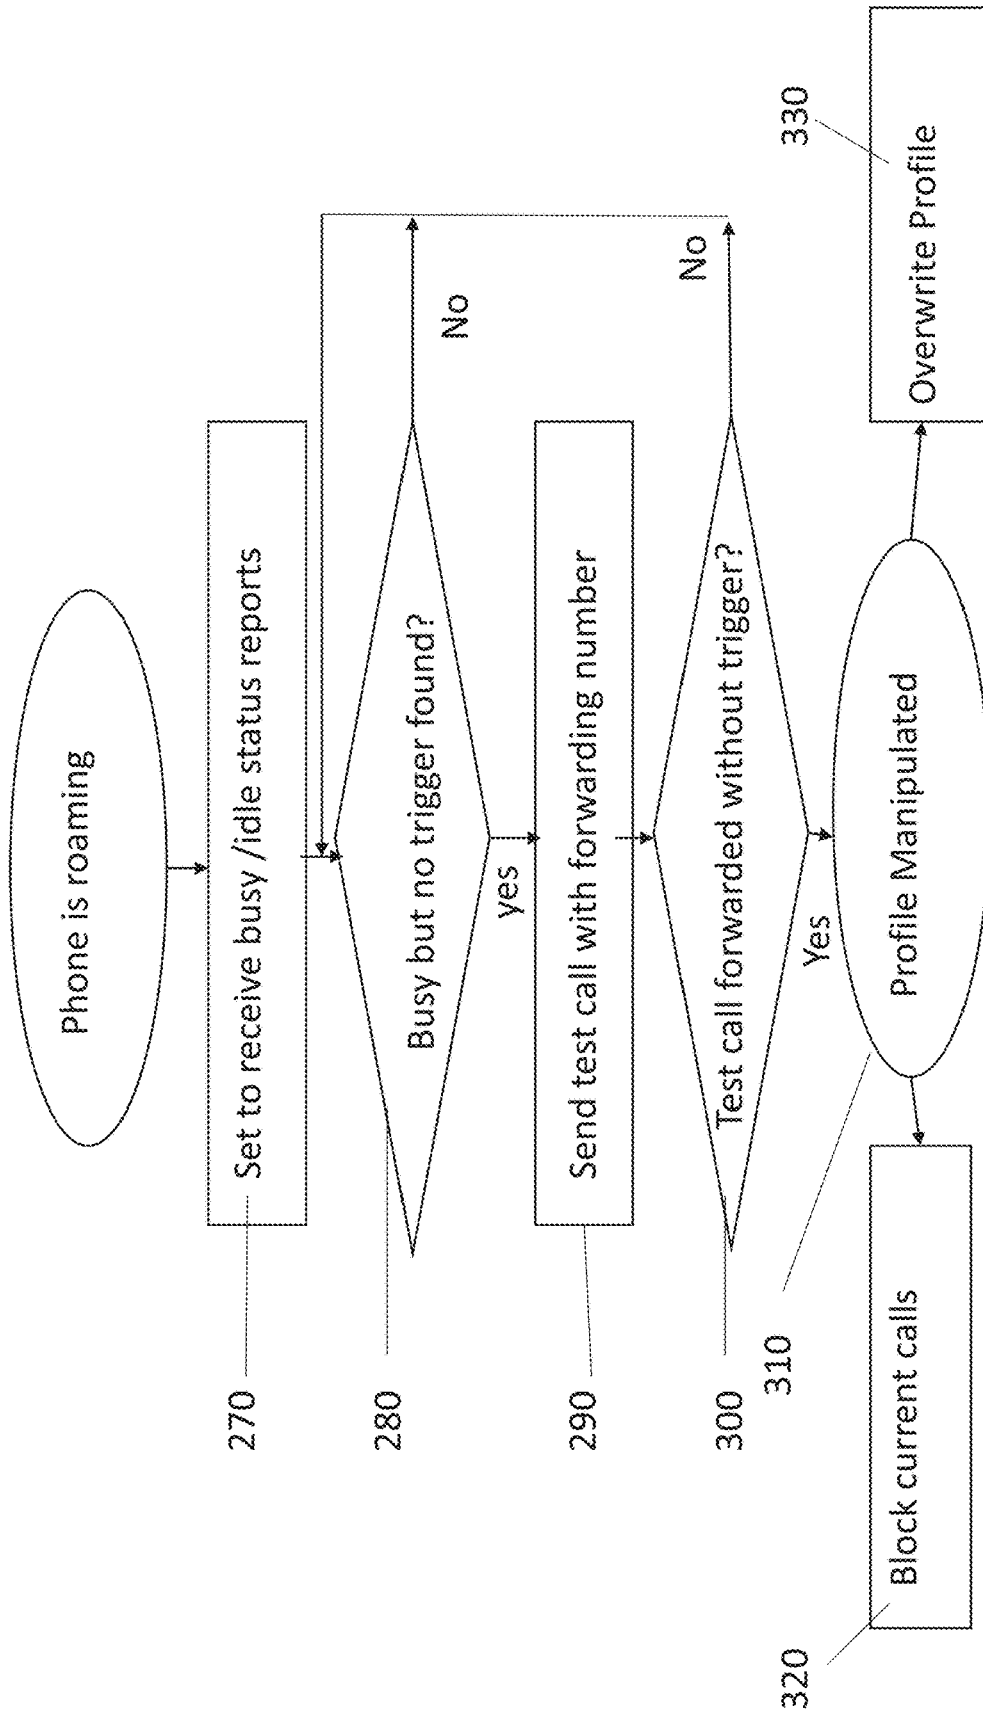 Phone is roaming
270
Set to receive busy /idle status reports
280
Busy but no trigger found?
No
yes
290
Send test call with forwarding number
300
Test call forwarded without trigger?
No
Yes
310
Profile Manipulated
320
Block current calls
330
Overwrite Profile